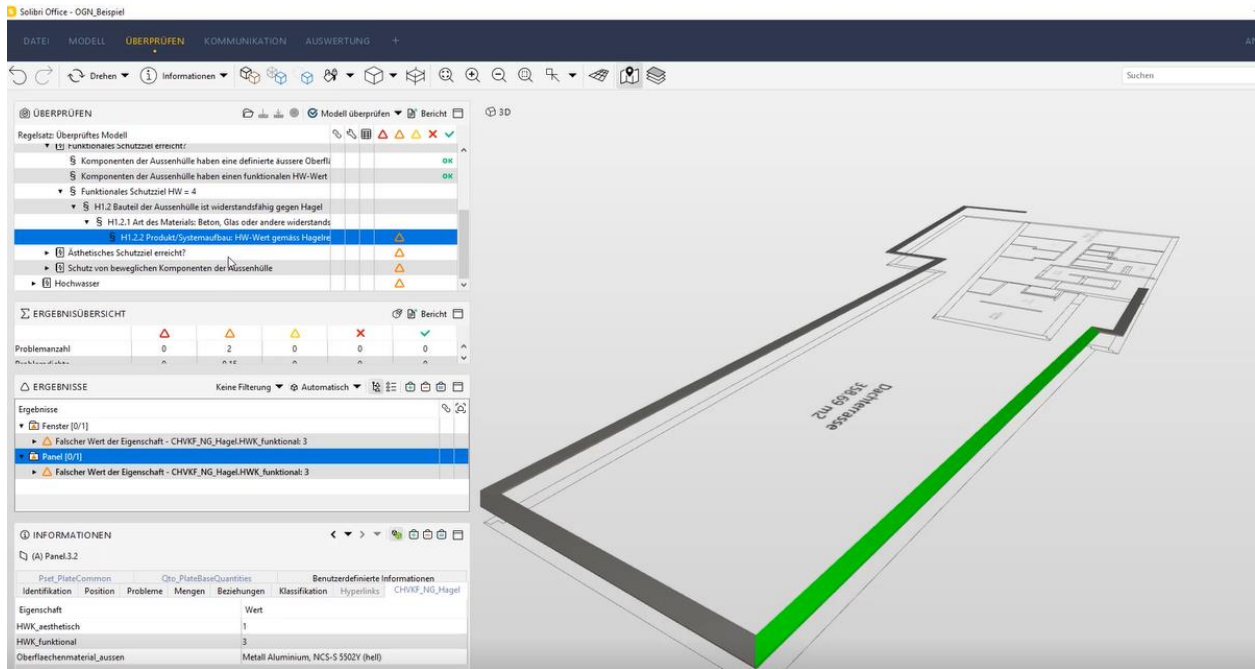 Solibri Office - OGN_Beispiel
DATEI MODELL ÜBERPRÜFEN KOMMUNIKATION AUSWERTUNG +
Drehen Informationen Suchen
ÜBERPRÜFEN Modell überprüfen Bericht
3D
Regelsatz: Überprüftes Modell
Funktionales Schutzziel erreicht?
§ Komponenten der Aussenhülle haben eine definierte äussere Oberflä OK
§ Komponenten der Aussenhülle haben einen funktionalen HW-Wert OK
§ Funktionales Schutzziel HW = 4
§ H1.2 Bauteil der Aussenhülle ist widerstandsfähig gegen Hagel
§ H1.2.1 Art des Materials: Beton, Glas oder andere widerstands
§ H1.2.2 Produkt/Systemaufbau: HW-Wert gemäss Hagelre
Ästhetisches Schutzziel erreicht?
Schutz von beweglichen Komponenten der Aussenhülle
Hochwasser
ERGEBNISÜBERSICHT Bericht
Problemanzahl 0 2 0 0 0
ERGEBNISSE Keine Filterung Automatisch
Ergebnisse
Fenster [0/1]
Falscher Wert der Eigenschaft - CHVKF_NG_Hagel.HWK_funktional: 3
Panel [0/1]
Falscher Wert der Eigenschaft - CHVKF_NG_Hagel.HWK_funktional: 3
INFORMATIONEN
(A) Panel.3.2
Pset_PlateCommon Qto_PlateBaseQuantities Benutzerdefinierte Informationen
Identifikation Position Probleme Mengen Beziehungen Klassifikation Hyperlinks CHVKF_NG_Hagel
Eigenschaft Wert
HWK_aesthetisch 1
HWK_funktional 3
Oberflaechenmaterial_aussen Metall Aluminium, NCS-S 5502Y (hell)
Dachterrasse
358.69 m2